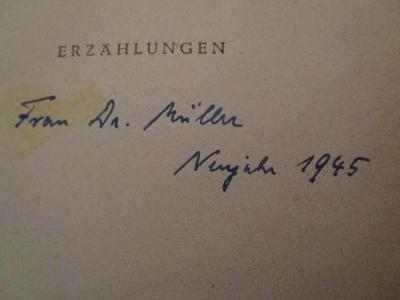 ERZÄHLUNGEN
Frau Dr. Müller
Neujahr 1945